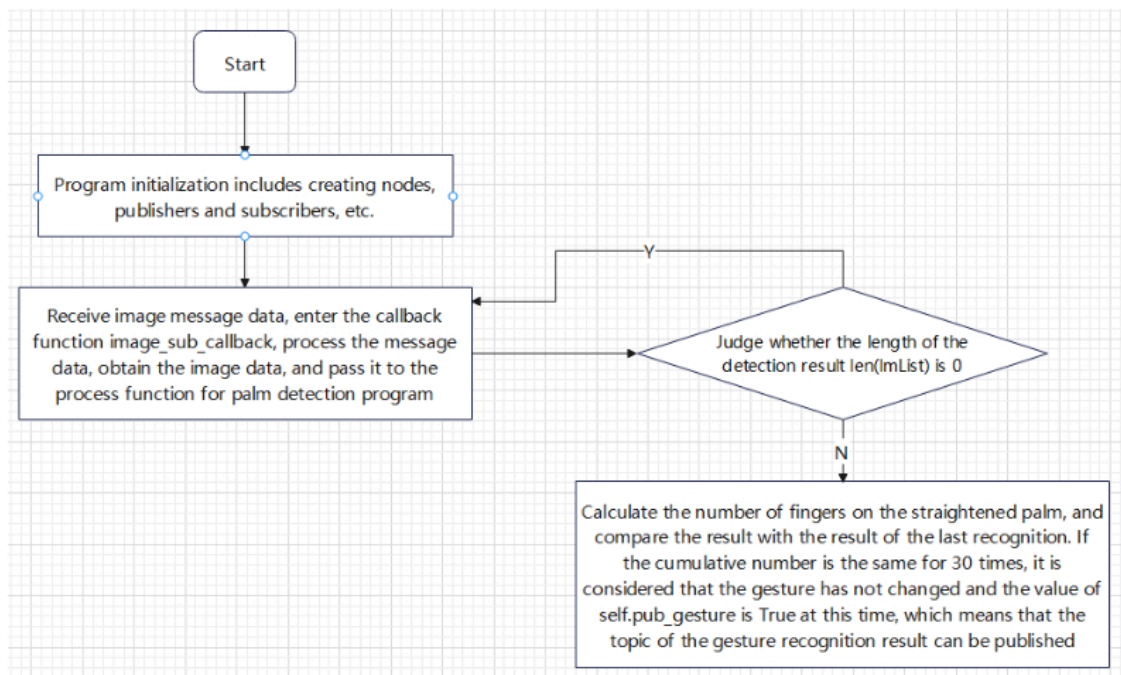 Start
Program initialization includes creating nodes,
publishers and subscribers, etc.
Y
Receive image message data, enter the callback
function image_sub_callback, process the message
data, obtain the image data, and pass it to the
process function for palm detection program
Judge whether the length of the
detection result len(lmList) is 0
N
Calculate the number of fingers on the straightened palm, and
compare the result with the result of the last recognition. If
the cumulative number is the same for 30 times, it is
considered that the gesture has not changed and the value of
self.pub_gesture is True at this time, which means that the
topic of the gesture recognition result can be published